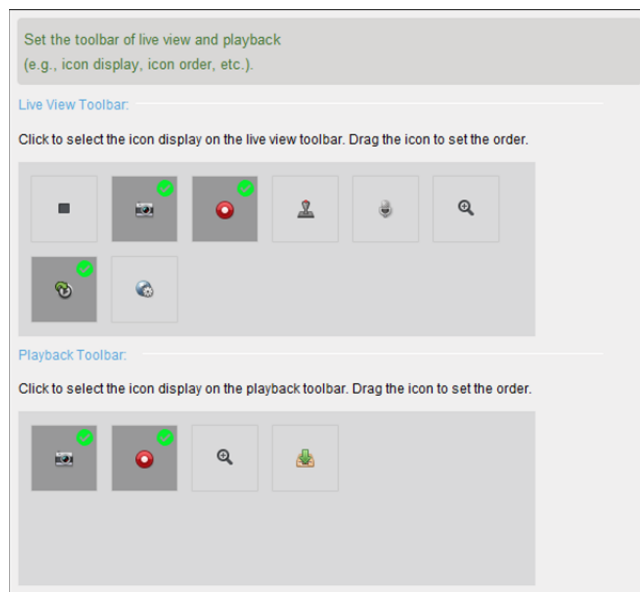 Set the toolbar of live view and playback
(e.g., icon display, icon order, etc.).
Live View Toolbar:
Click to select the icon display on the live view toolbar. Drag the icon to set the order.
Playback Toolbar:
Click to select the icon display on the playback toolbar. Drag the icon to set the order.